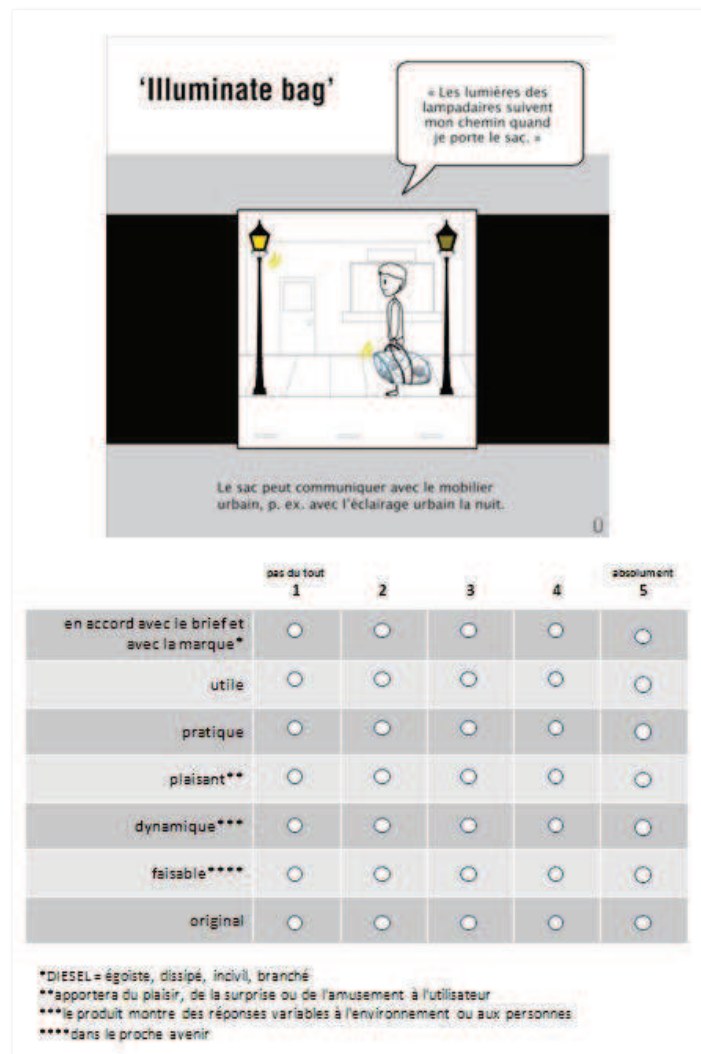 'Illuminate bag'
« Les lumières des
lampadaires suivent
mon chemin quand
je porte le sac. »
Le sac peut communiquer avec le mobilier
urbain, p. ex. avec l'éclairage urbain la nuit.
Ü
pas du tout absolument
1 2 3 4 5
en accord avec le brief et
avec la marque*
utile
pratique
plaisant**
dynamique***
faisable****
original
*DIESEL = égoïste, dissipé, incivil, branché
**apportera du plaisir, de la surprise ou de l'amusement à l'utilisateur
***le produit montre des réponses variables à l'environnement ou aux personnes
****dans le proche avenir